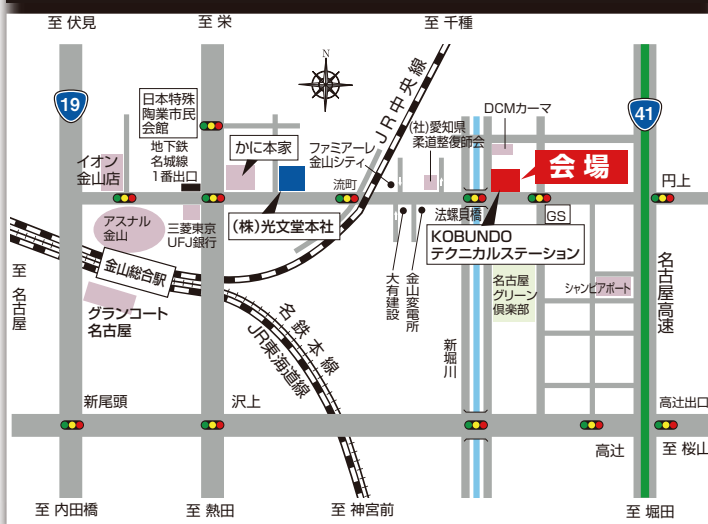 至 伏見
至 栄
至 千種
N
19
41
日本特殊
陶業市民
会館
地下鉄
名城線
1番出口
イオン
金山店
かに本家
ファミアーレ
金山シティ
JR中央線
(社)愛知県
柔道整復師会
DCMカーマ
会場
円上
流町
アスナル
金山
三菱東京
UFJ銀行
(株)光文堂本社
法螺貝橋
GS
KOBUNDO
テクニカルステーション
至 名古屋
金山総合駅
グランコート
名古屋
大有建設
金山変電所
名古屋
グリーン
倶楽部
シャンピアポート
名古屋高速
名鉄本線
JR東海道線
新堀川
新尾頭
沢上
高辻出口
高辻
至 桜山
至 内田橋
至 熱田
至 神宮前
至 堀田